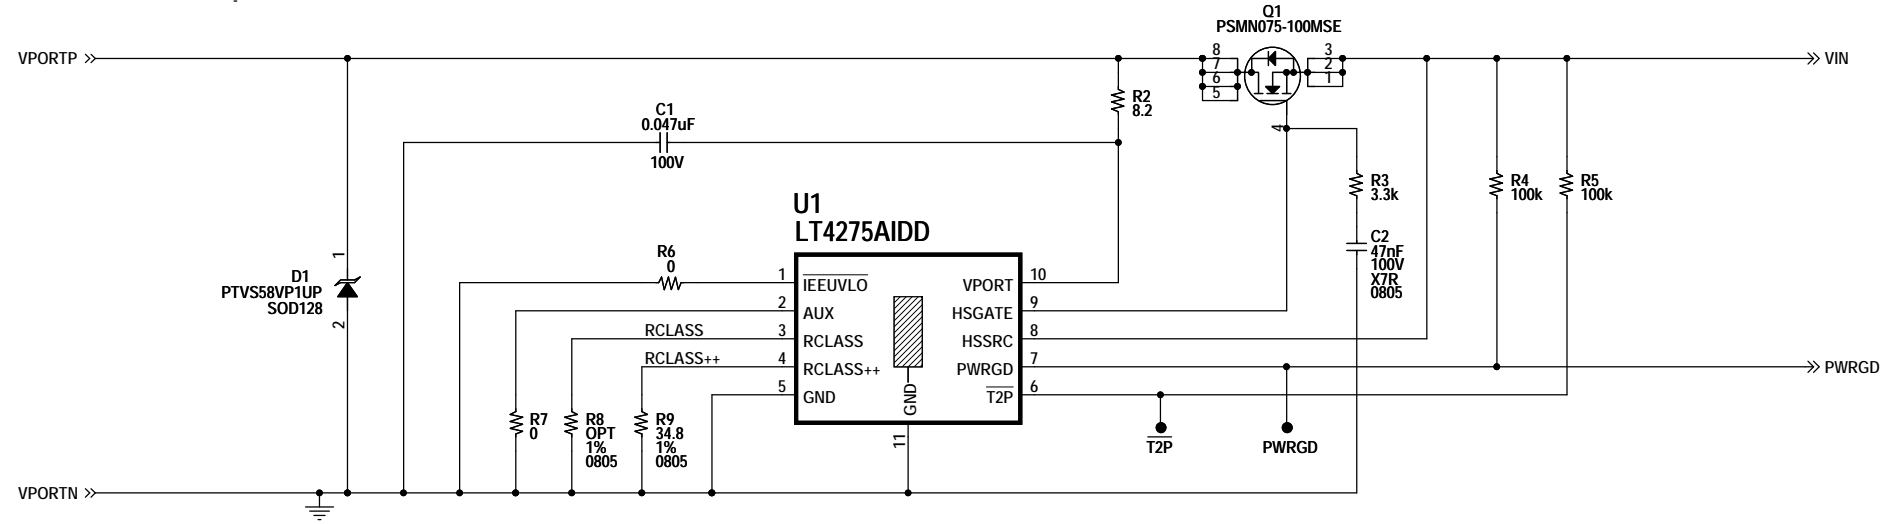 Q1
PSMN075-100MSE
VPORTP
8
7
6
5
3
2
1
VIN
R2
8.2
C1
0.047uF
100V
4
R3
3.3k
R4
100k
R5
100k
U1
LT4275AIDD
C2
47nF
100V
X7R
0805
R6
0
D1
PTVS58VP1UP
SOD128
1
2
1
IEEUVLO
2
AUX
3
RCLASS
RCLASS
4
RCLASS++
RCLASS++
5
GND
VPORT
10
HSGATE
9
HSSRC
8
PWRGD
7
T2P
6
GND
11
PWRGD
R7
0
R8
OPT
1%
0805
R9
34.8
1%
0805
T2P
PWRGD
VPORTN